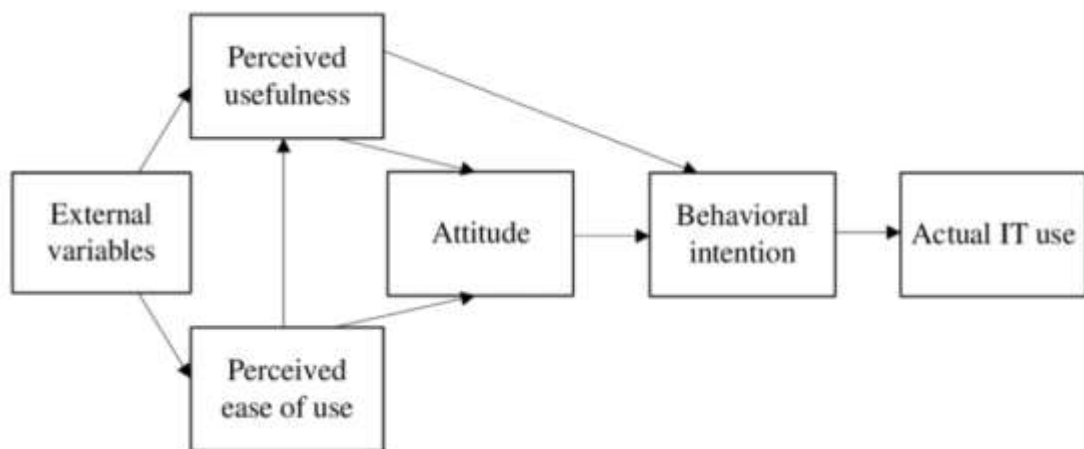 Perceived
usefulness
External
variables
Attitude
Behavioral
intention
Actual IT use
Perceived
ease of use